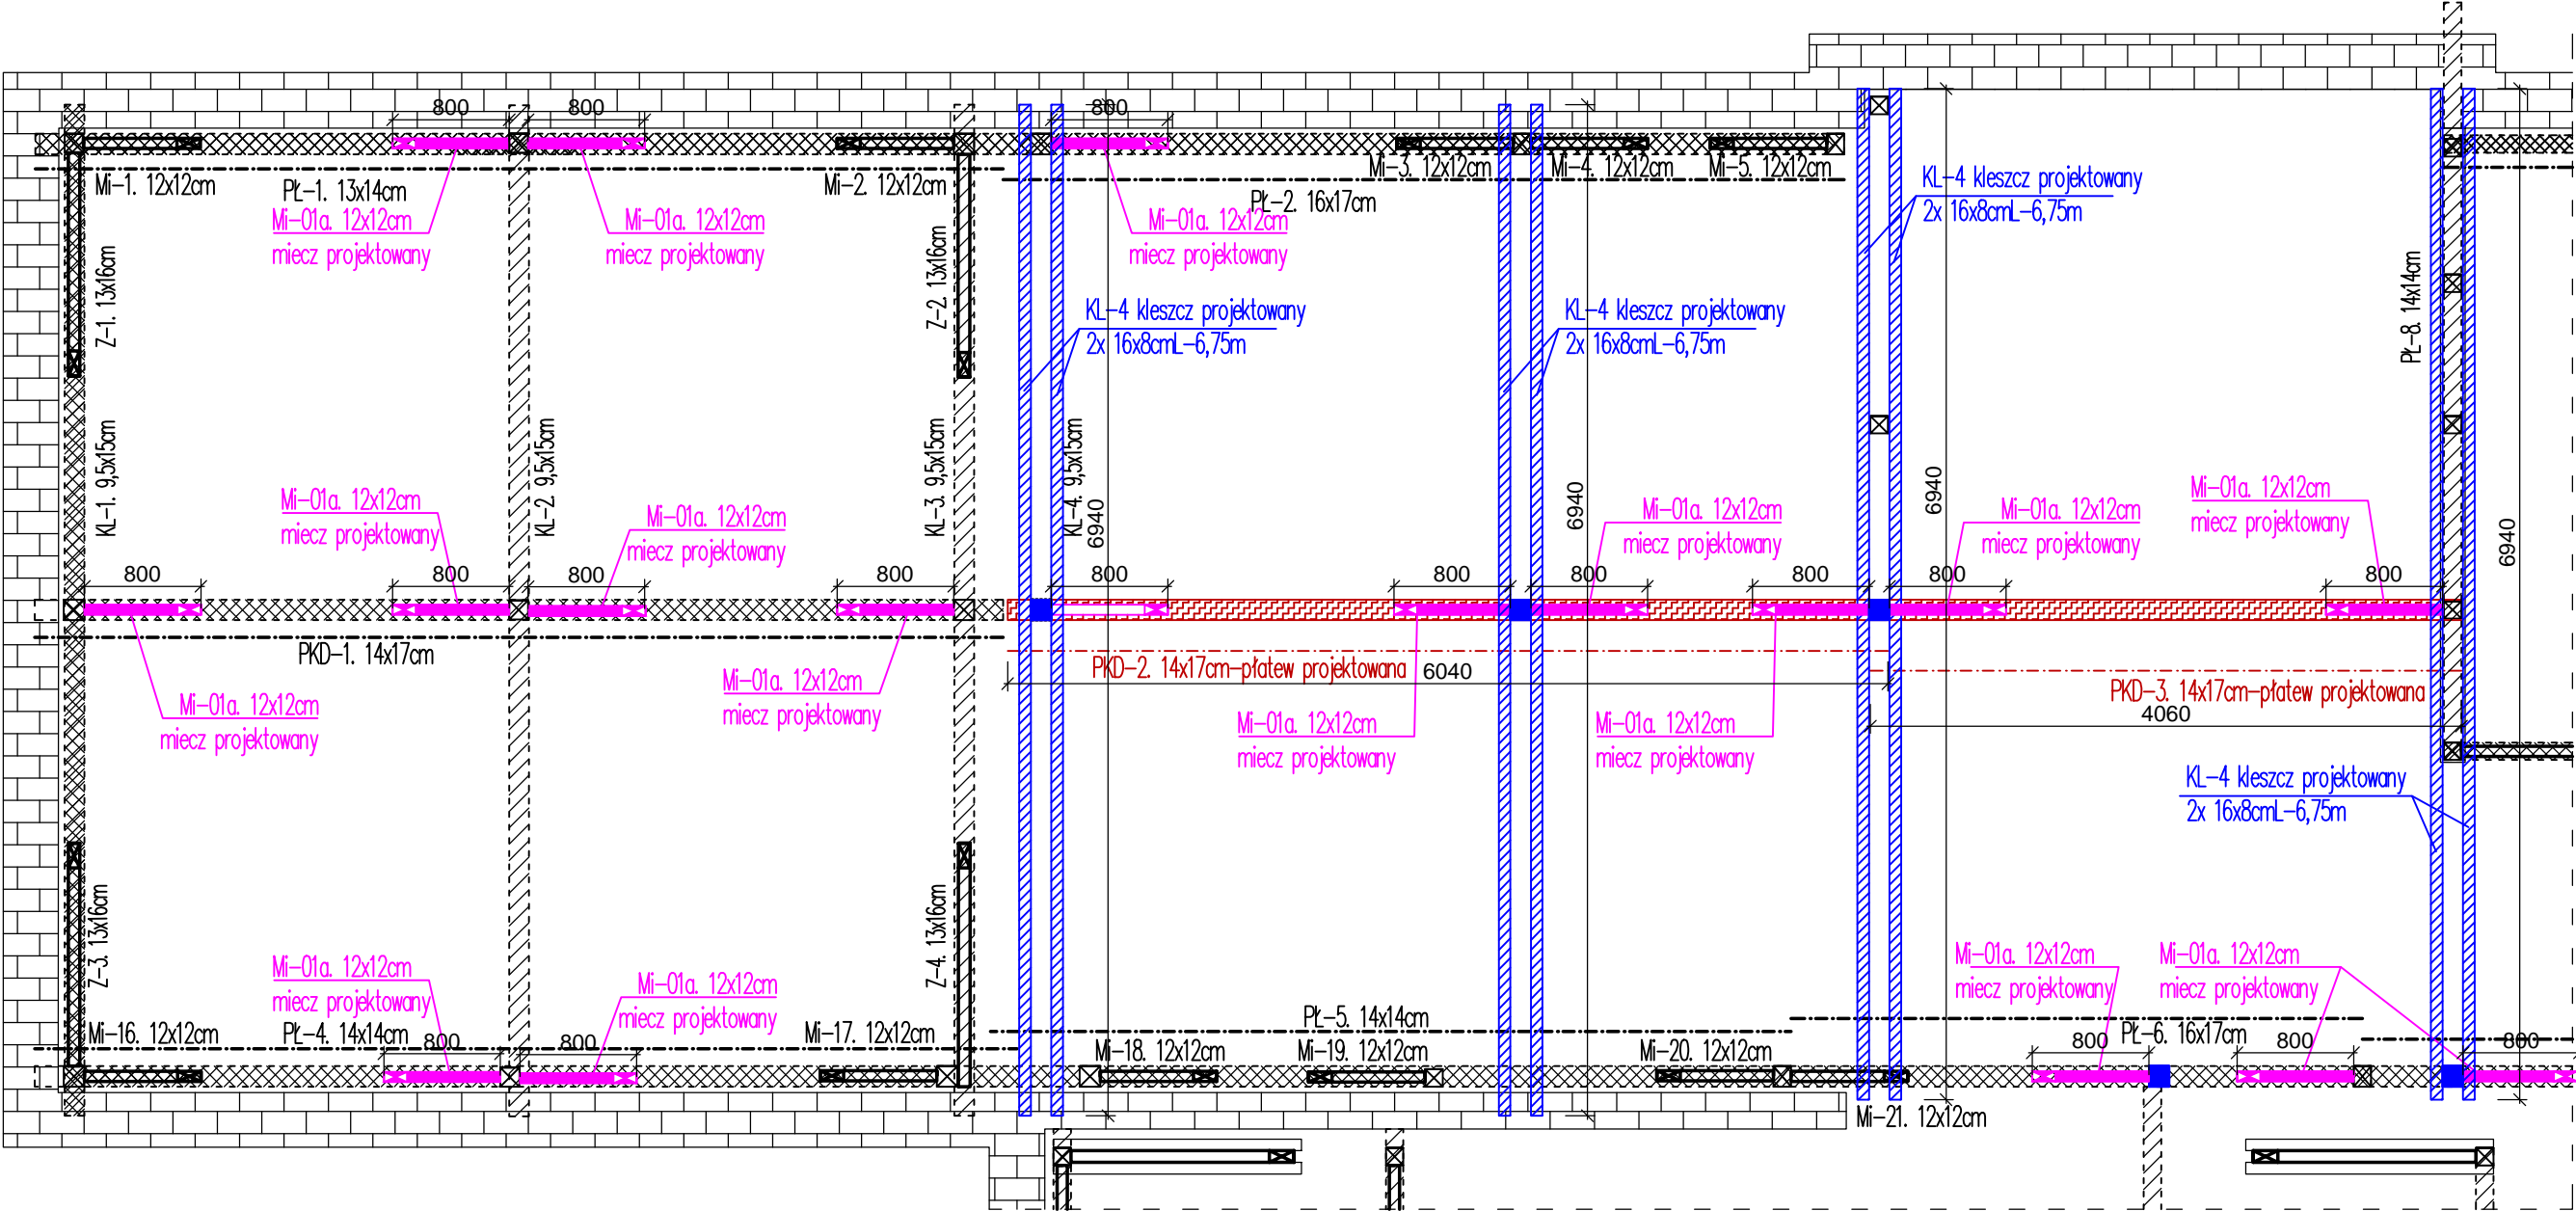 800
800
800
Mi-1. 12x12cm
PŁ-1. 13x14cm
Mi-2. 12x12cm
Mi-3. 12x12cm
Mi-4. 12x12cm
Mi-5. 12x12cm
PŁ-2. 16x17cm
Mi-01a. 12x12cm
miecz projektowany
Mi-01a. 12x12cm
miecz projektowany
Mi-01a. 12x12cm
miecz projektowany
KL-4 kleszcz projektowany
2x 16x8cmL-6,75m
Z-1. 13x16cm
Z-2. 13x16cm
PŁ-8. 14x14cm
KL-4 kleszcz projektowany
2x 16x8cmL-6,75m
KL-4 kleszcz projektowany
2x 16x8cmL-6,75m
KL-1. 9,5x15cm
KL-2. 9,5x15cm
KL-3. 9,5x15cm
KL-4. 9,5x15cm
6940
6940
6940
6940
Mi-01a. 12x12cm
miecz projektowany
Mi-01a. 12x12cm
miecz projektowany
Mi-01a. 12x12cm
miecz projektowany
Mi-01a. 12x12cm
miecz projektowany
Mi-01a. 12x12cm
miecz projektowany
800
800
800
800
800
800
800
800
800
800
PKD-1. 14x17cm
PKD-2. 14x17cm-płatew projektowana
6040
PKD-3. 14x17cm-płatew projektowana
4060
Mi-01a. 12x12cm
miecz projektowany
Mi-01a. 12x12cm
miecz projektowany
Mi-01a. 12x12cm
miecz projektowany
Mi-01a. 12x12cm
miecz projektowany
KL-4 kleszcz projektowany
2x 16x8cmL-6,75m
Z-3. 13x16cm
Z-4. 13x16cm
Mi-01a. 12x12cm
miecz projektowany
Mi-01a. 12x12cm
miecz projektowany
Mi-01a. 12x12cm
miecz projektowany
Mi-01a. 12x12cm
miecz projektowany
Mi-16. 12x12cm
PŁ-4. 14x14cm
800
800
Mi-17. 12x12cm
PŁ-5. 14x14cm
PŁ-6. 16x17cm
Mi-18. 12x12cm
Mi-19. 12x12cm
Mi-20. 12x12cm
800
800
800
Mi-21. 12x12cm